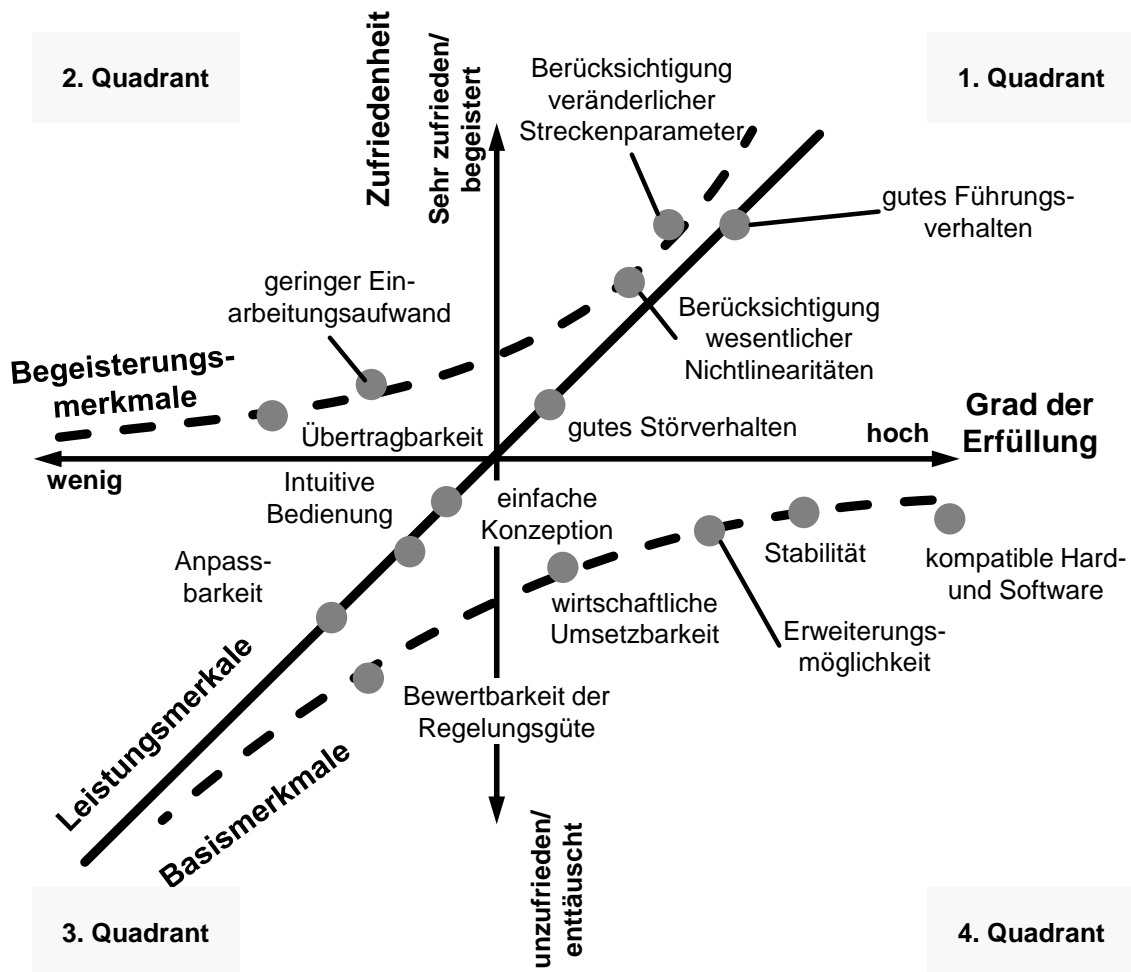 2. Quadrant
Zufriedenheit
Sehr zufrieden/
begeistert
Berücksichtigung
veränderlicher
Streckenparameter
1. Quadrant
gutes Führungs-
verhalten
geringer Ein-
arbeitungsaufwand
Berücksichtigung
wesentlicher
Nichtlinearitäten
Begeisterungs-
merkmale
Übertragbarkeit
gutes Störverhalten
hoch
Grad der
Erfüllung
wenig
Intuitive
Bedienung
einfache
Konzeption
Anpass-
barkeit
Stabilität
kompatible Hard-
und Software
wirtschaftliche
Umsetzbarkeit
Erweiterungs-
möglichkeit
Bewertbarkeit der
Regelungsgüte
Leistungsmerkale
Basismerkmale
unzufrieden/
enttäuscht
3. Quadrant
4. Quadrant